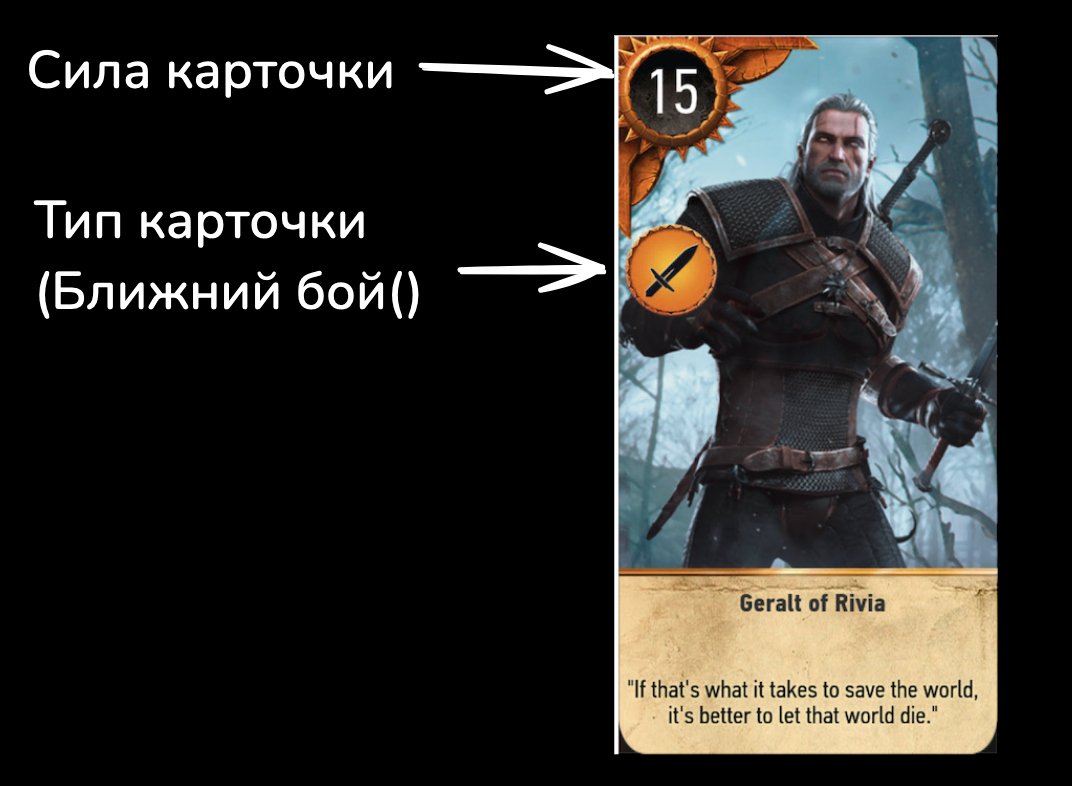 Сила карточки
15
Тип карточки
(Ближний бой()
Geralt of Rivia
"If that's what it takes to save the world,
it's better to let that world die."